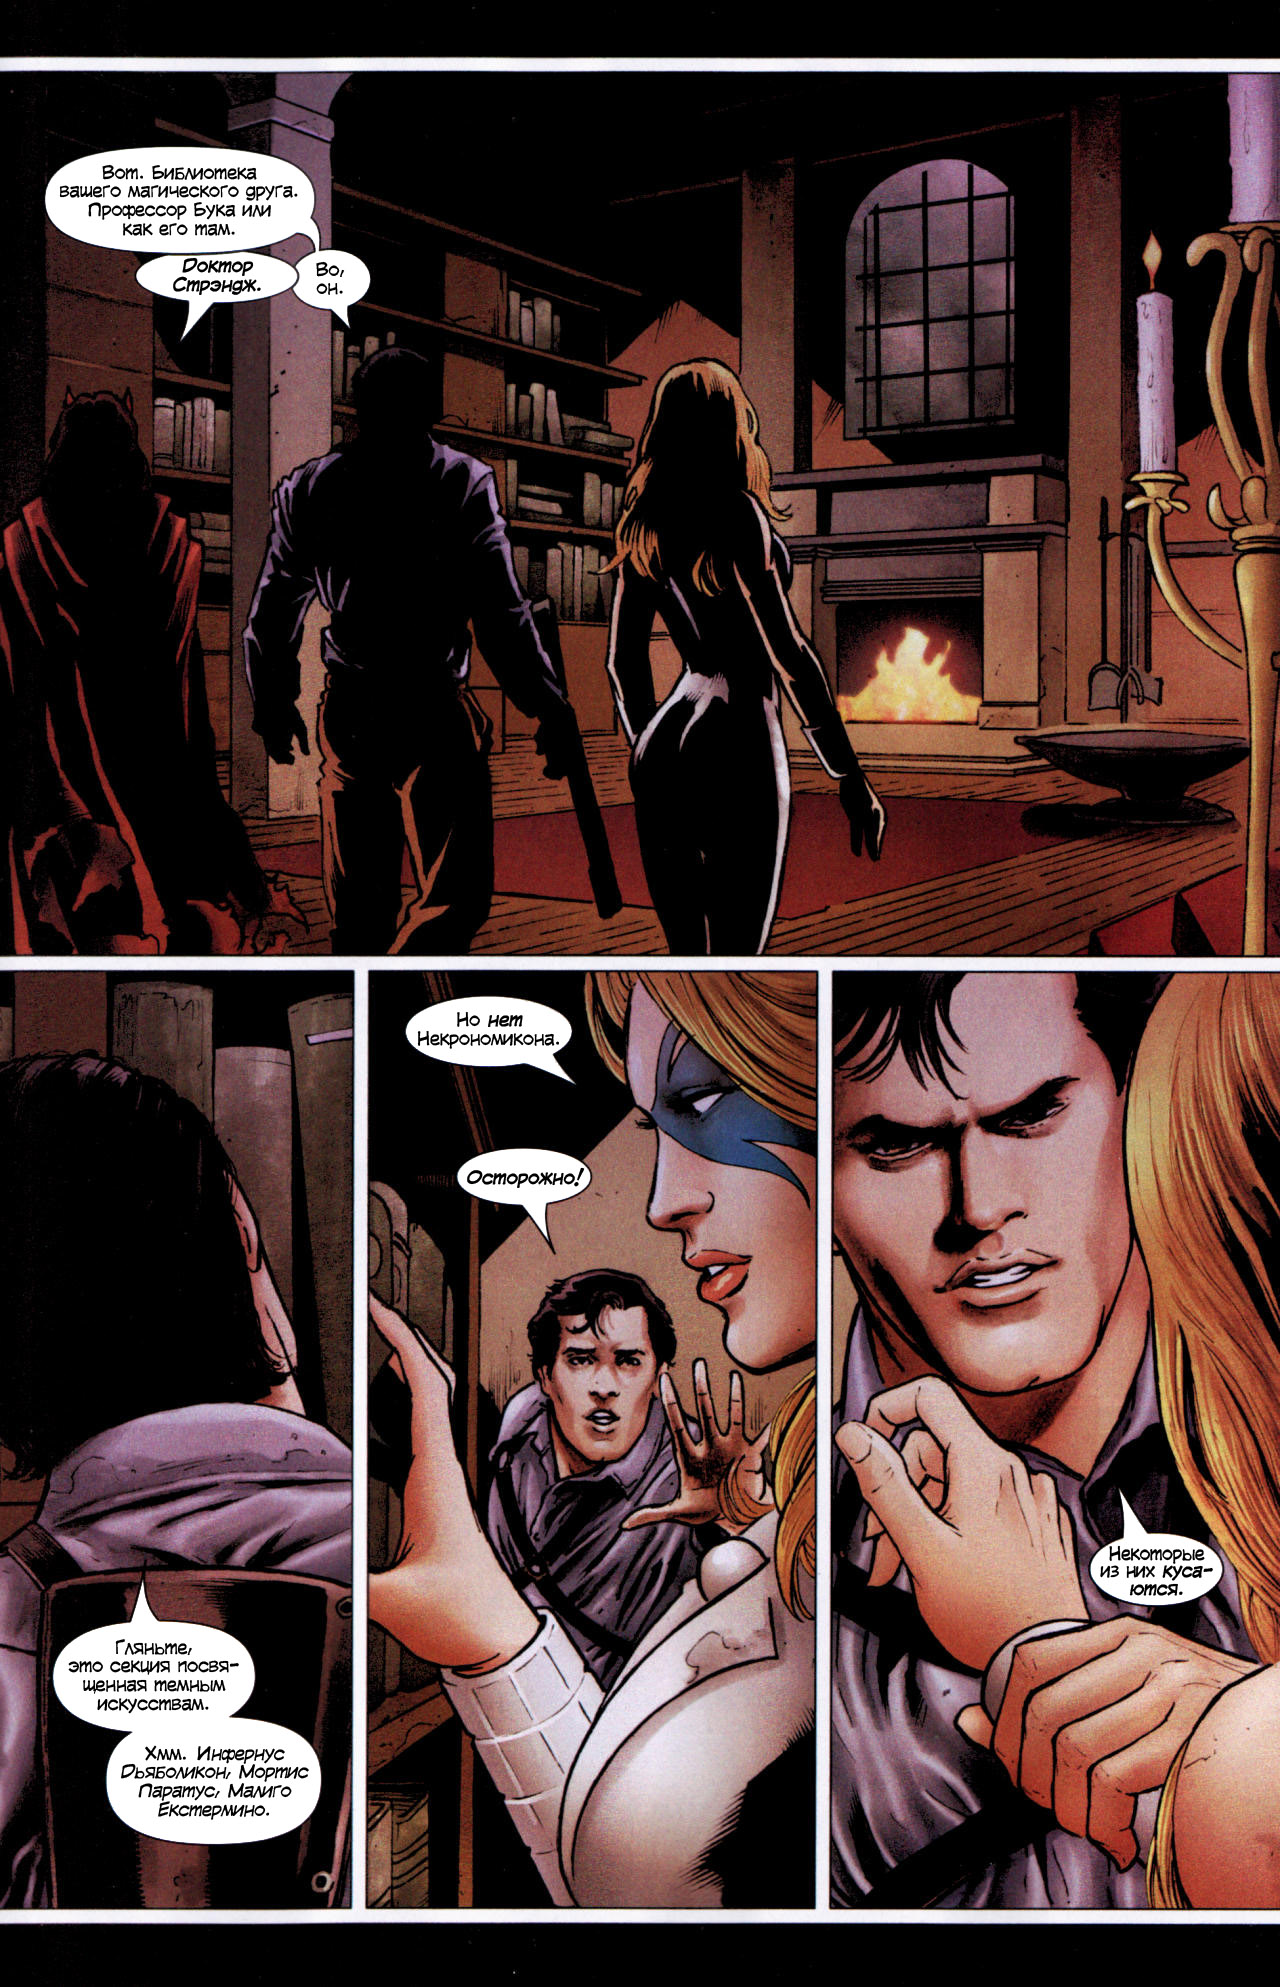 Вот. Библиотека
вашего магического друга.
Профессор Бука или
как его там.
Доктор
Стрэндж.
Во,
он.
Гляньте,
это секция посвя-
щенная темным
искусствам.
Хмм. Инфернус
Дьяболикон, Мортис
Паратус, Малиго
Екстермино.
Но нет
Некрономикона.
Осторожно!
Некоторые
из них куса-
ются.